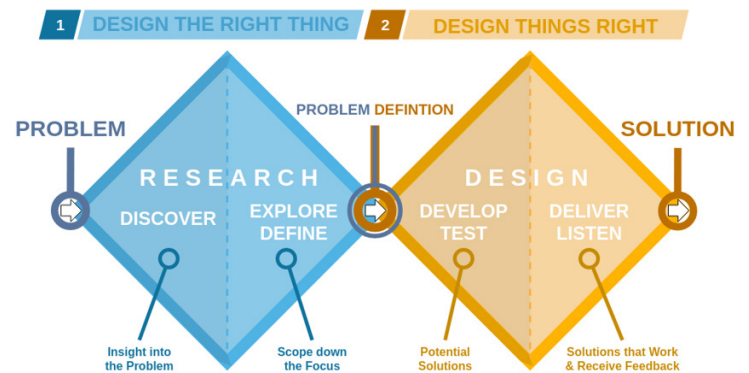 1 DESIGN THE RIGHT THING 2 DESIGN THINGS RIGHT
PROBLEM
PROBLEM DEFINTION
SOLUTION
RESEARCH
DISCOVER
EXPLORE
DEFINE
DESIGN
DEVELOP
TEST
DELIVER
LISTEN
Insight into
the Problem
Scope down
the Focus
Potential
Solutions
Solutions that Work
& Receive Feedback